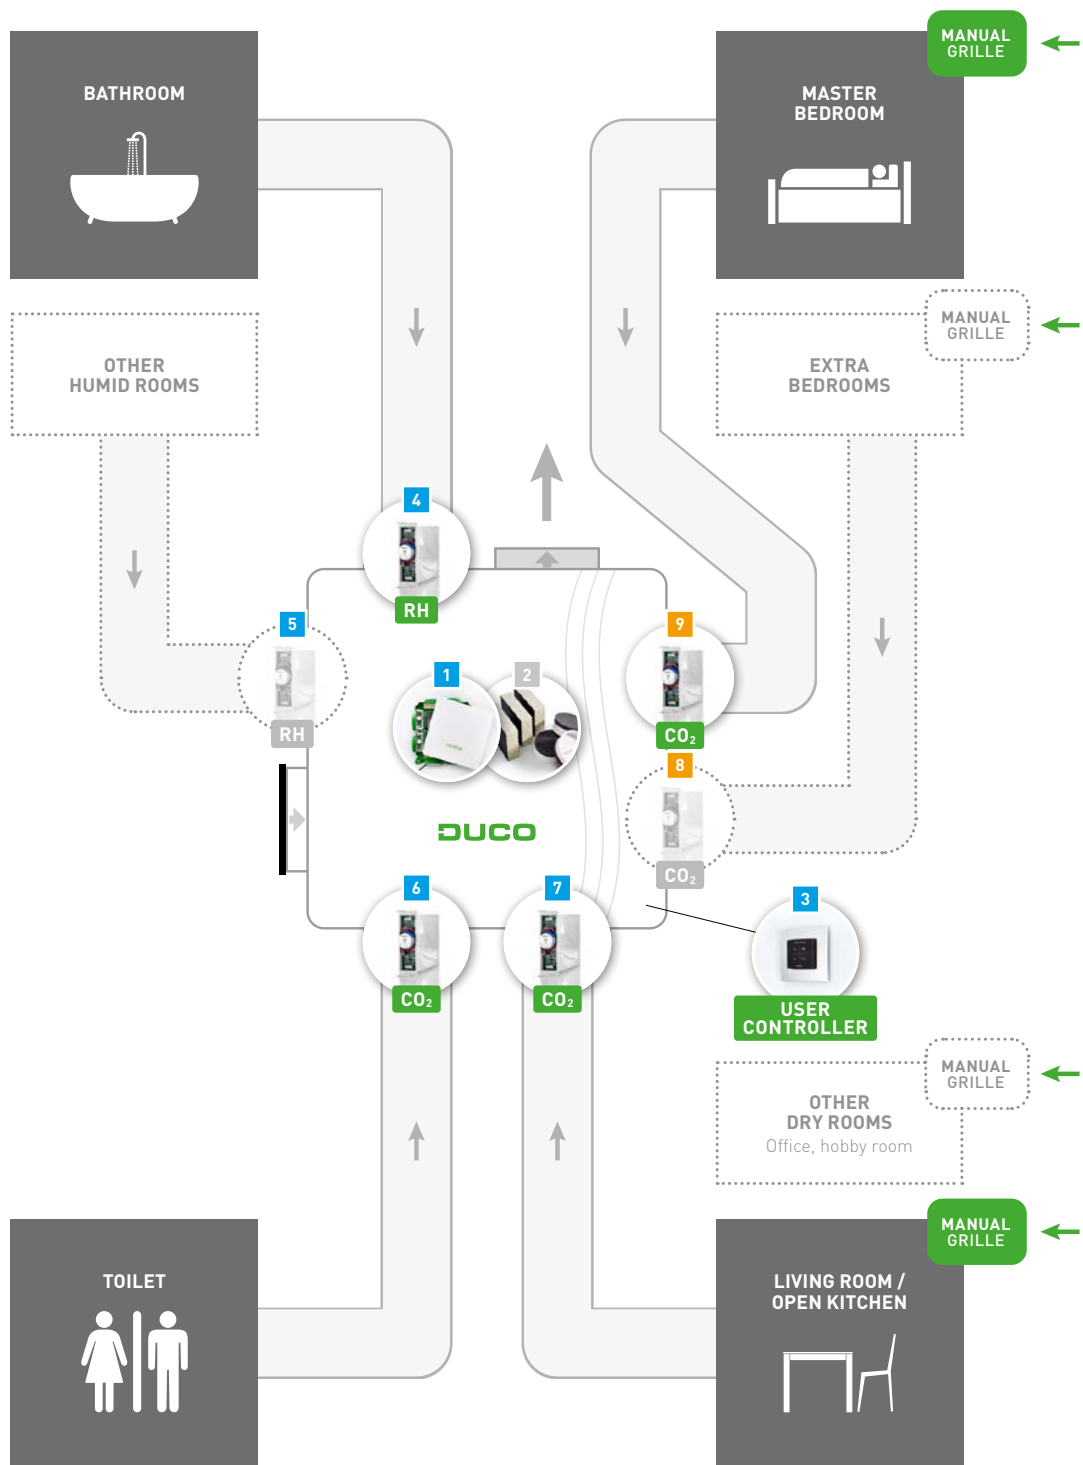 BATHROOM
MASTER
BEDROOM
MANUAL
GRILLE
OTHER
HUMID ROOMS
EXTRA
BEDROOMS
MANUAL
GRILLE
4
RH
5
RH
1
2
DUCO
9
CO₂
8
CO₂
6
CO₂
7
CO₂
3
USER
CONTROLLER
OTHER
DRY ROOMS
Office, hobby room
MANUAL
GRILLE
TOILET
LIVING ROOM /
OPEN KITCHEN
MANUAL
GRILLE